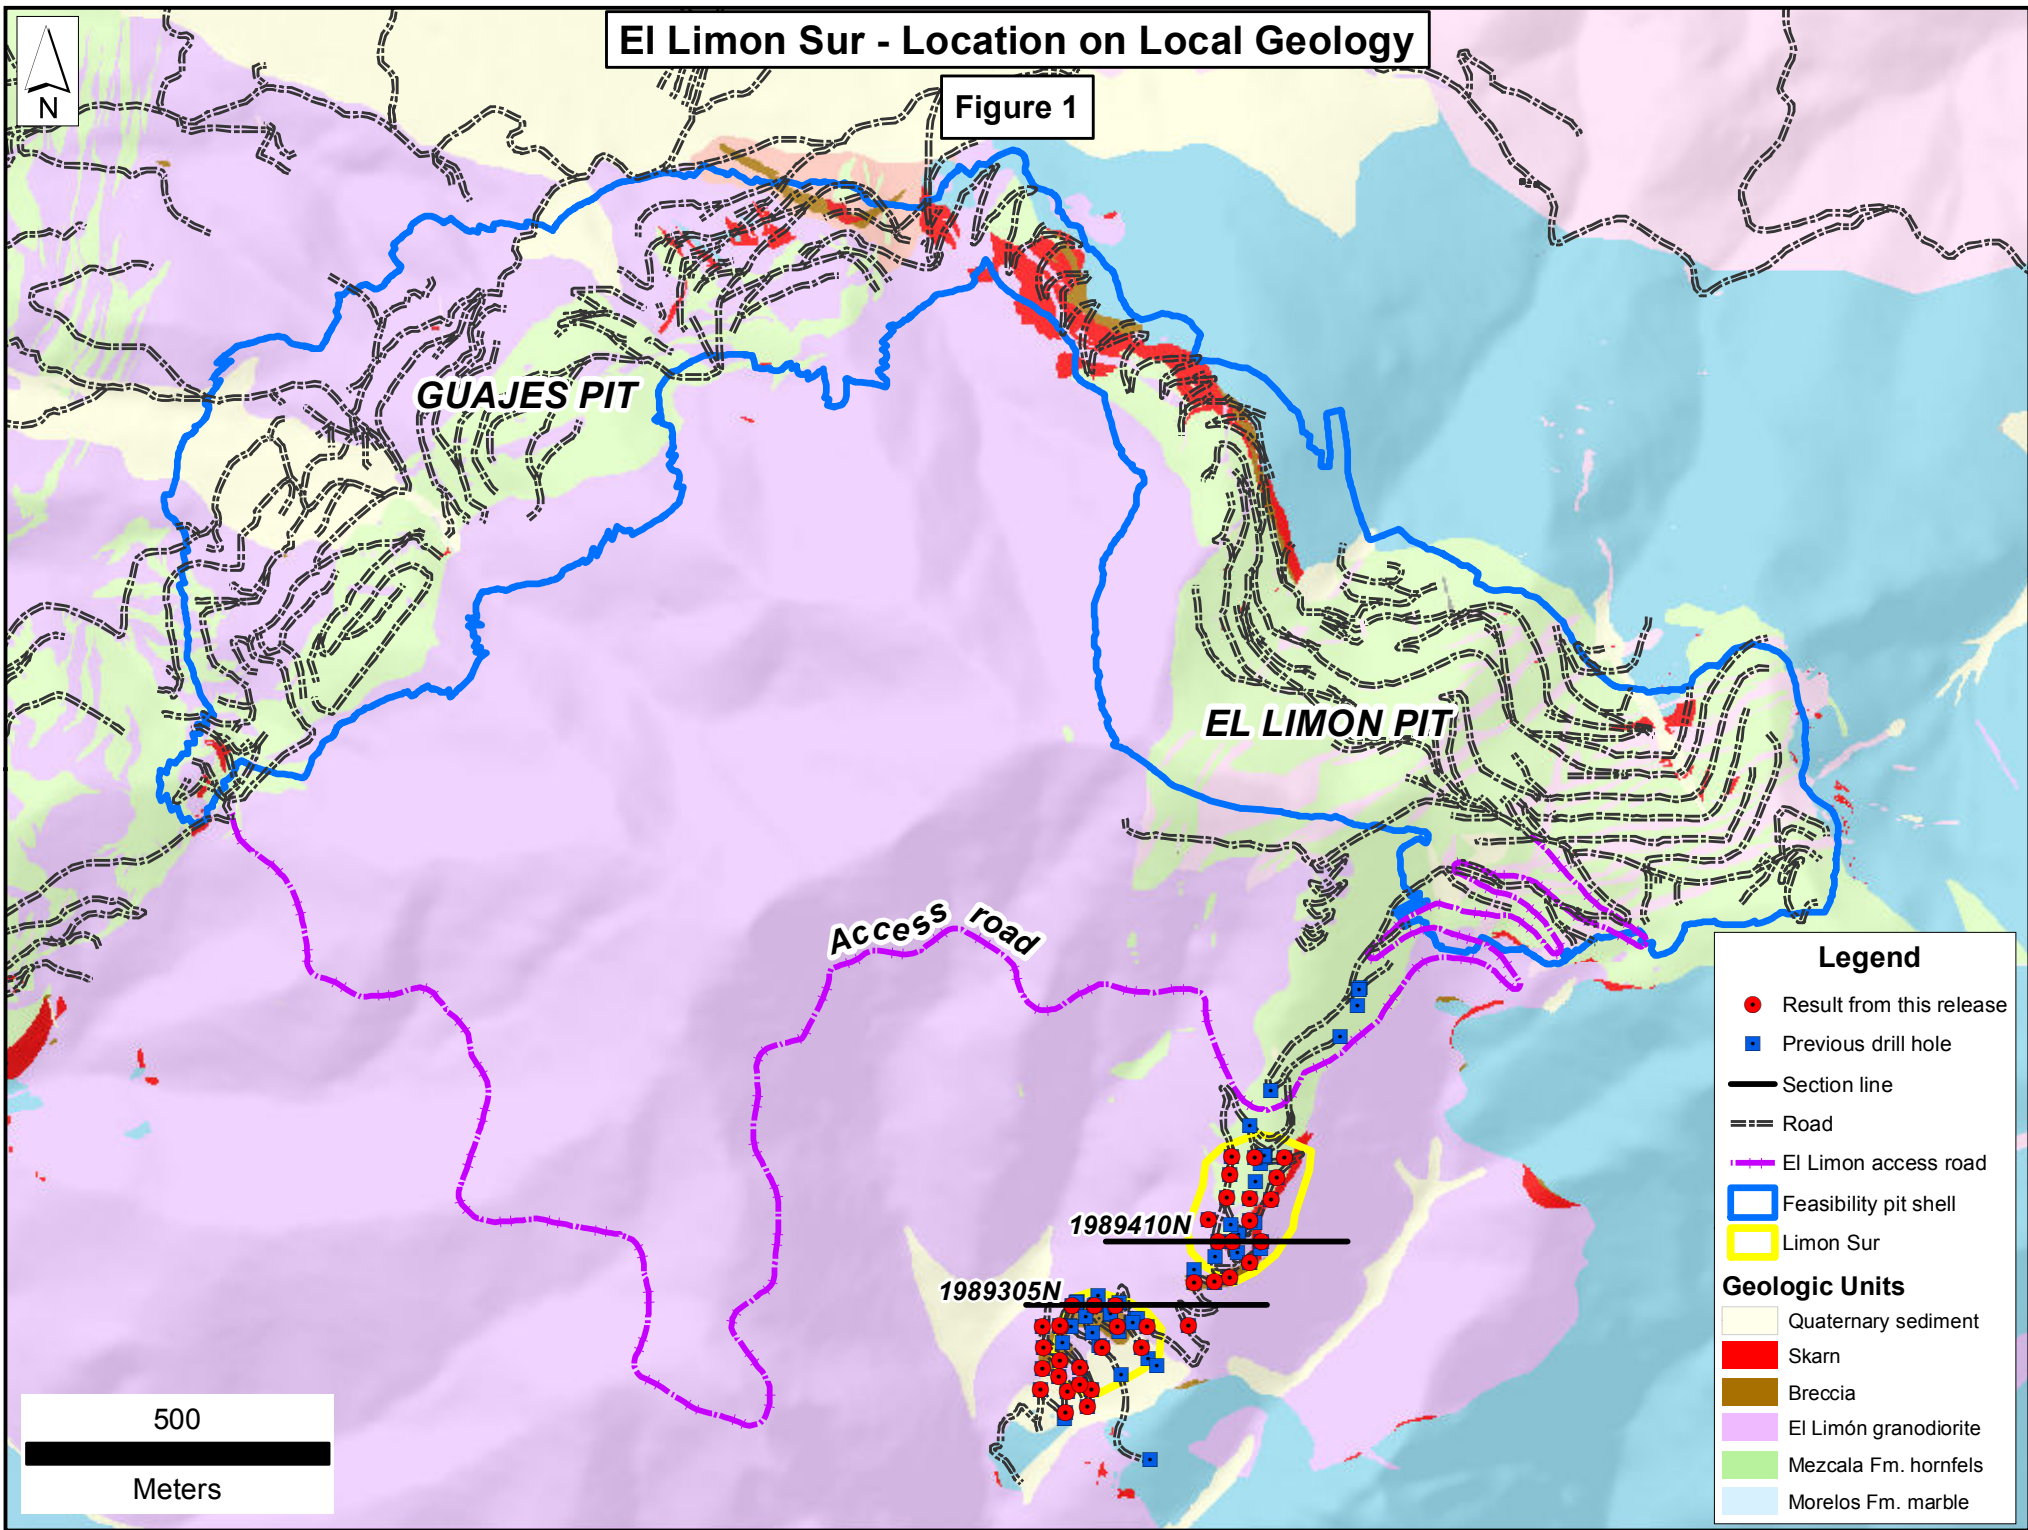 El Limon Sur - Location on Local Geology
Figure 1
N
GUAJES PIT
EL LIMON PIT
Access road
1989410N
1989305N
500
Meters
Legend
Result from this release
Previous drill hole
Section line
Road
El Limon access road
Feasibility pit shell
Limon Sur
Geologic Units
Quaternary sediment
Skarn
Breccia
El Limón granodiorite
Mezcala Fm. hornfels
Morelos Fm. marble